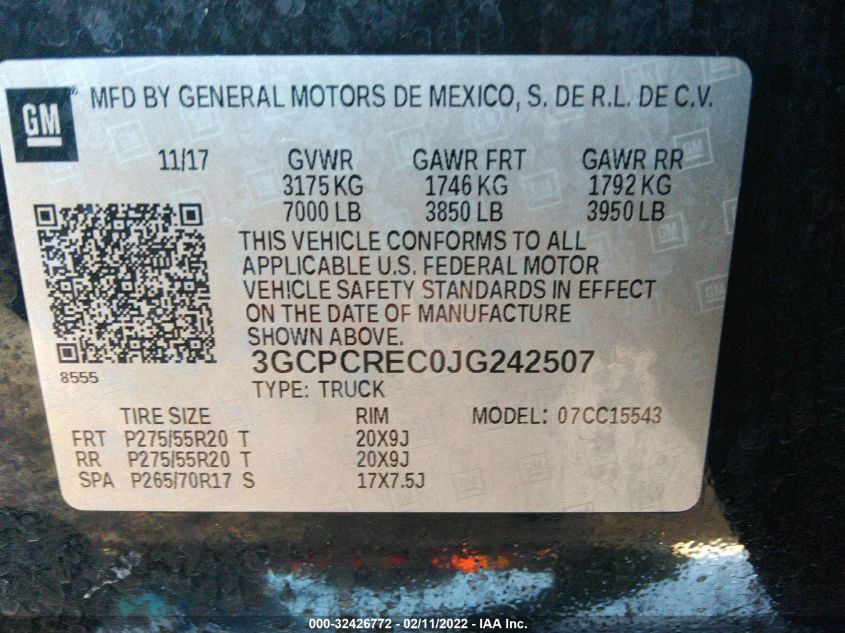 GM ® MFD BY GENERAL MOTORS DE MEXICO, S. DE R.L. DE C.V.
11/17 GVWR GAWR FRT GAWR RR
3175 KG 1746 KG 1792 KG
7000 LB 3850 LB 3950 LB
THIS VEHICLE CONFORMS TO ALL
APPLICABLE U.S. FEDERAL MOTOR
VEHICLE SAFETY STANDARDS IN EFFECT
ON THE DATE OF MANUFACTURE
SHOWN ABOVE.
3GCPCREC0JG242507
8555
TYPE: TRUCK
TIRE SIZE RIM MODEL: 07CC15543
FRT P275/55R20 T 20X9J
RR P275/55R20 T 20X9J
SPA P265/70R17 S 17X7.5J
000-32426772 - 02/11/2022 - IAA Inc.